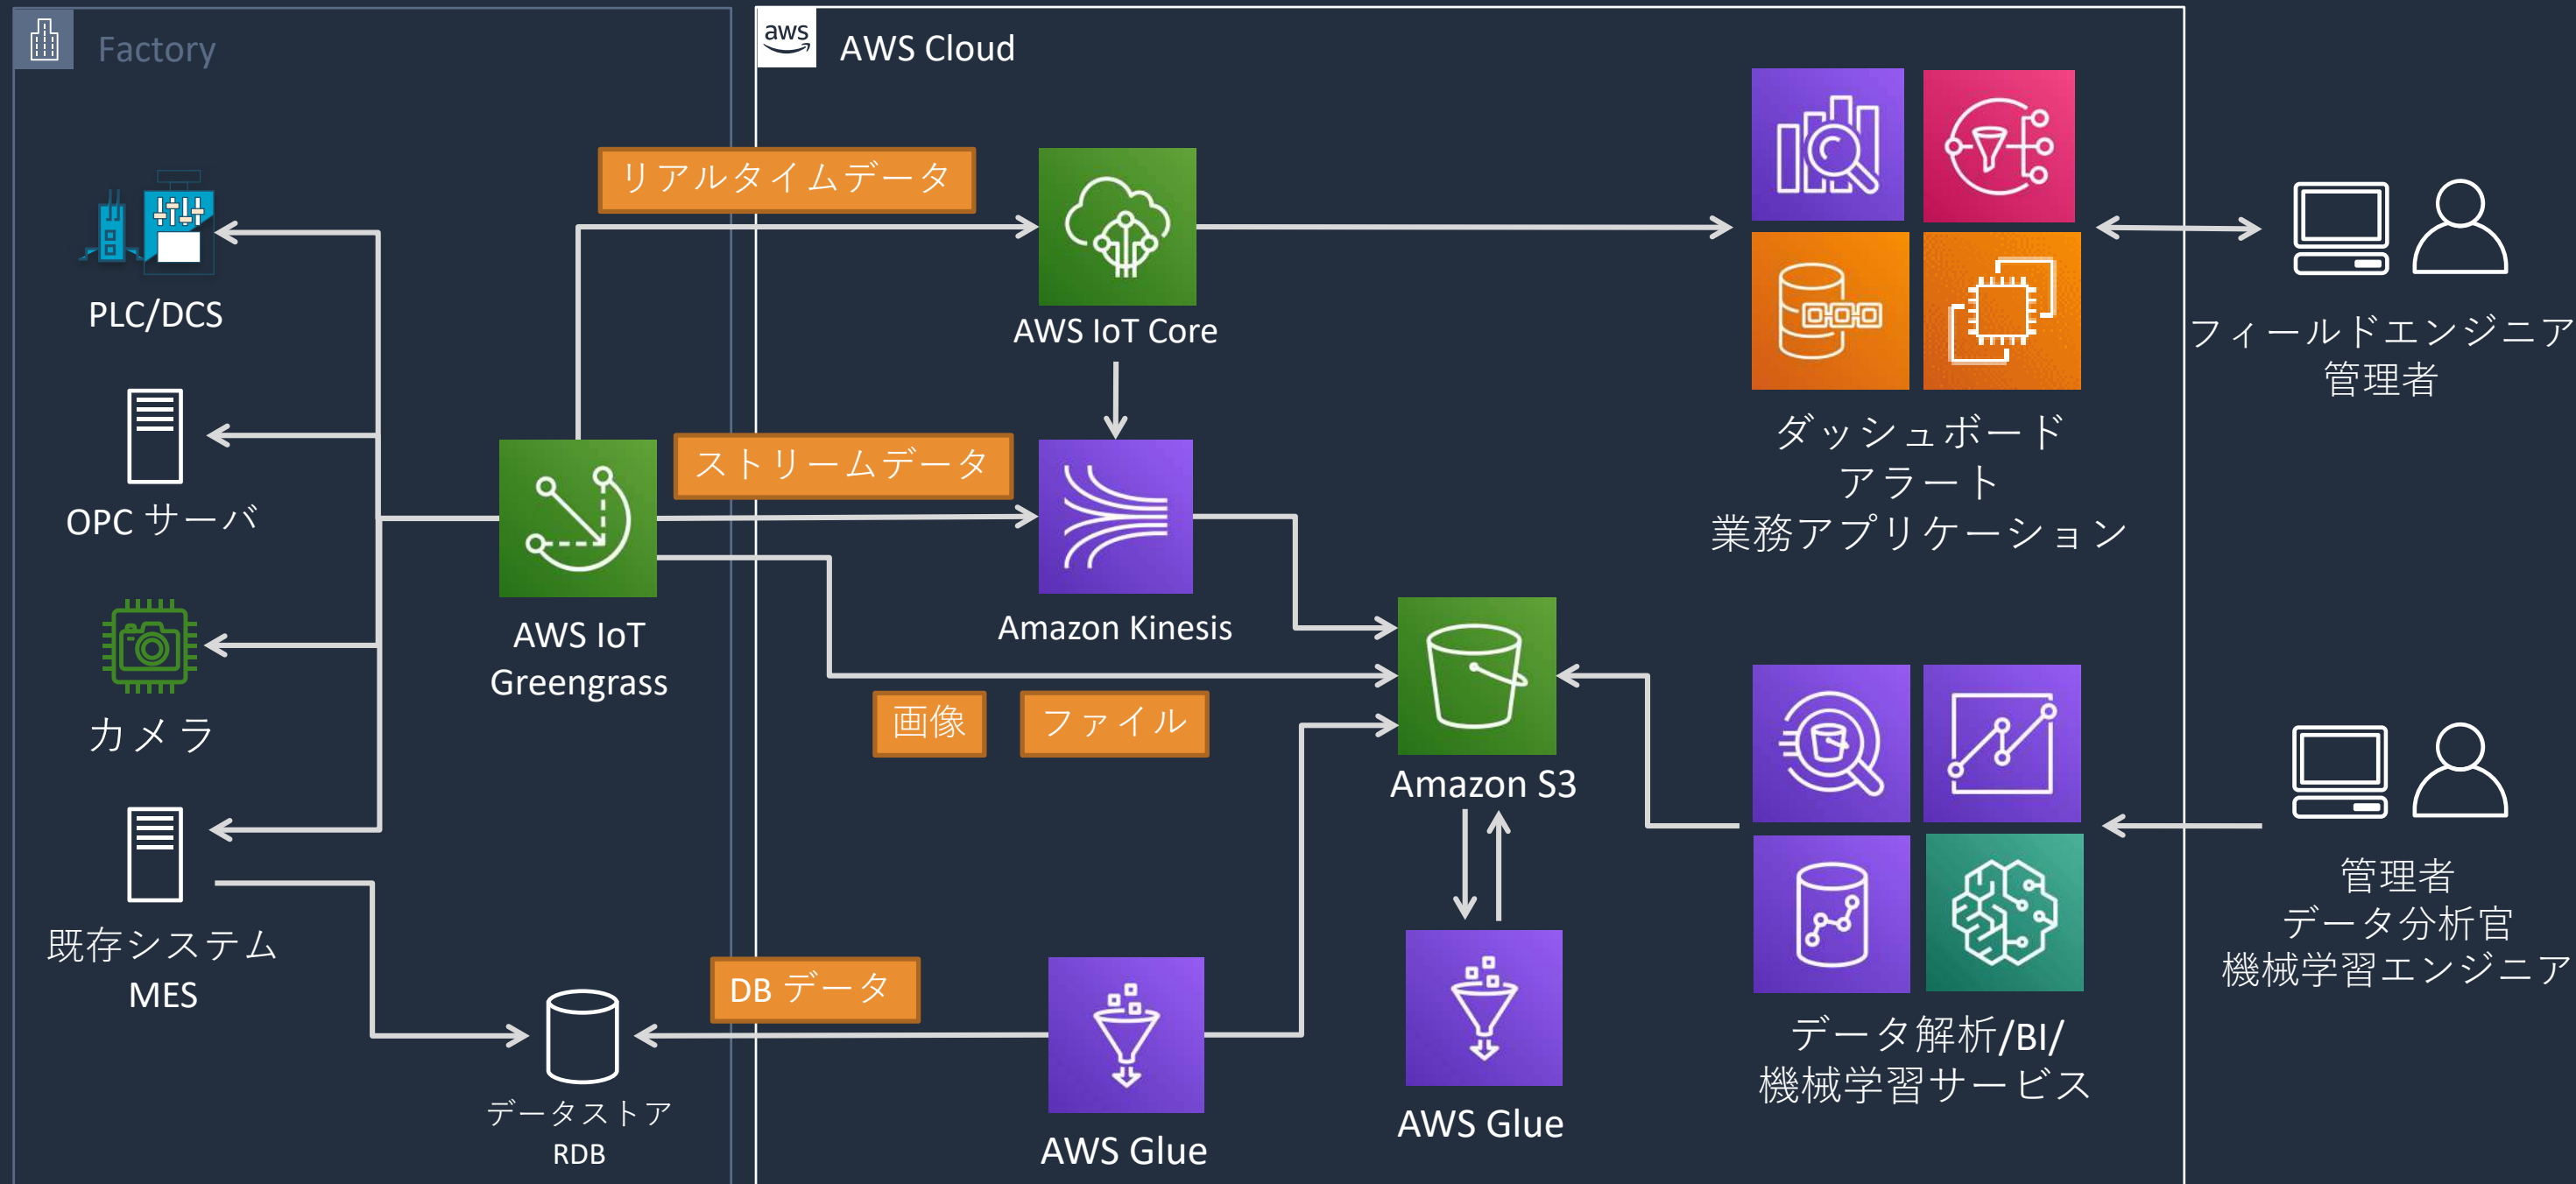 Factory
aws
AWS Cloud
リアルタイムデータ
PLC/DCS
AWS IoT Core
フィールドエンジニア
管理者
ダッシュボード
アラート
業務アプリケーション
ストリームデータ
OPC サーバ
AWS IoT
Greengrass
Amazon Kinesis
カメラ
画像
ファイル
Amazon S3
既存システム
MES
DB データ
データストア
RDB
AWS Glue
AWS Glue
データ解析/BI/
機械学習サービス
管理者
データ分析官
機械学習エンジニア